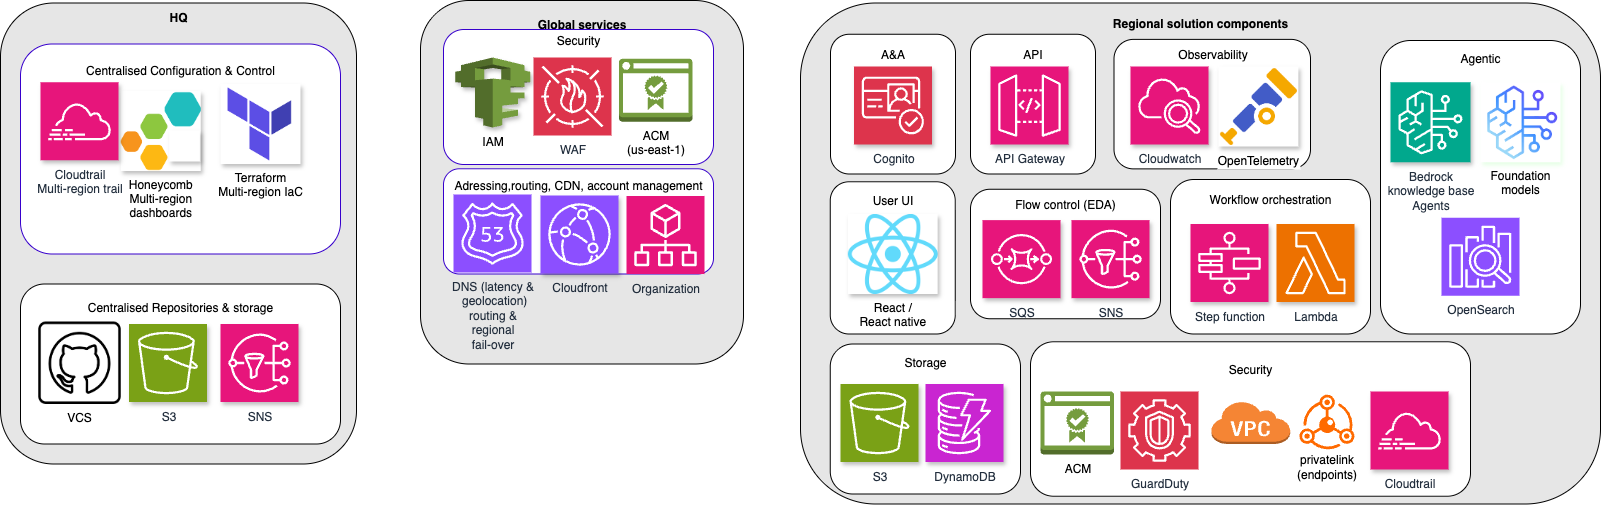 HQ
Centralised Configuration & Control
Cloudtrail
Multi-region trail
Honeycomb
Multi-region
dashboards
Terraform
Multi-region IaC
Centralised Repositories & storage
VCS
S3
SNS
Global services
Security
IAM
WAF
ACM
(us-east-1)
Adressing,routing, CDN, account management
53
DNS (latency &
geolocation)
routing &
regional
fail-over
Cloudfront
Organization
Regional solution components
A&A
Cognito
API
</>
API Gateway
Observability
Cloudwatch
OpenTelemetry
Agentic
Bedrock
knowledge base
Agents
Foundation
models
OpenSearch
User UI
React /
React native
Flow control (EDA)
SQS
SNS
Workflow orchestration
Step function
Lambda
Storage
S3
DynamoDB
Security
ACM
GuardDuty
VPC
privatelink
(endpoints)
Cloudtrail